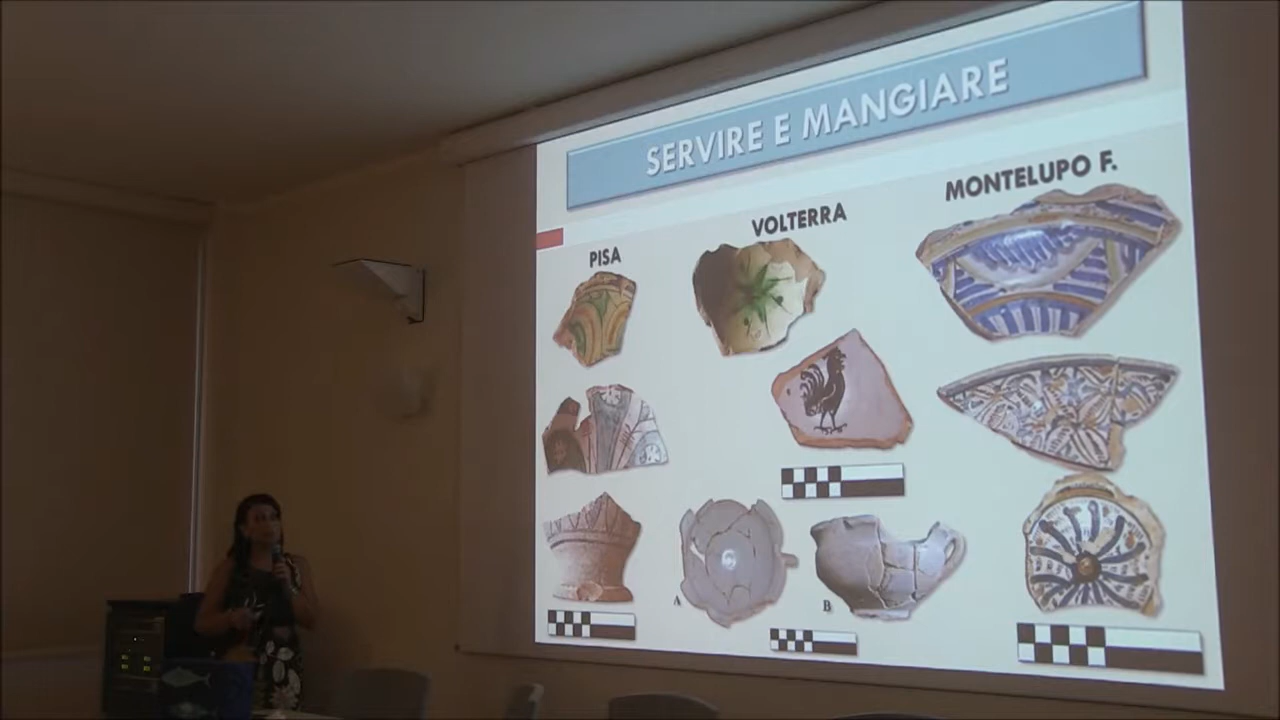 SERVIRE E MANGIARE
MONTELUPO F.
VOLTERRA
PISA
A
B